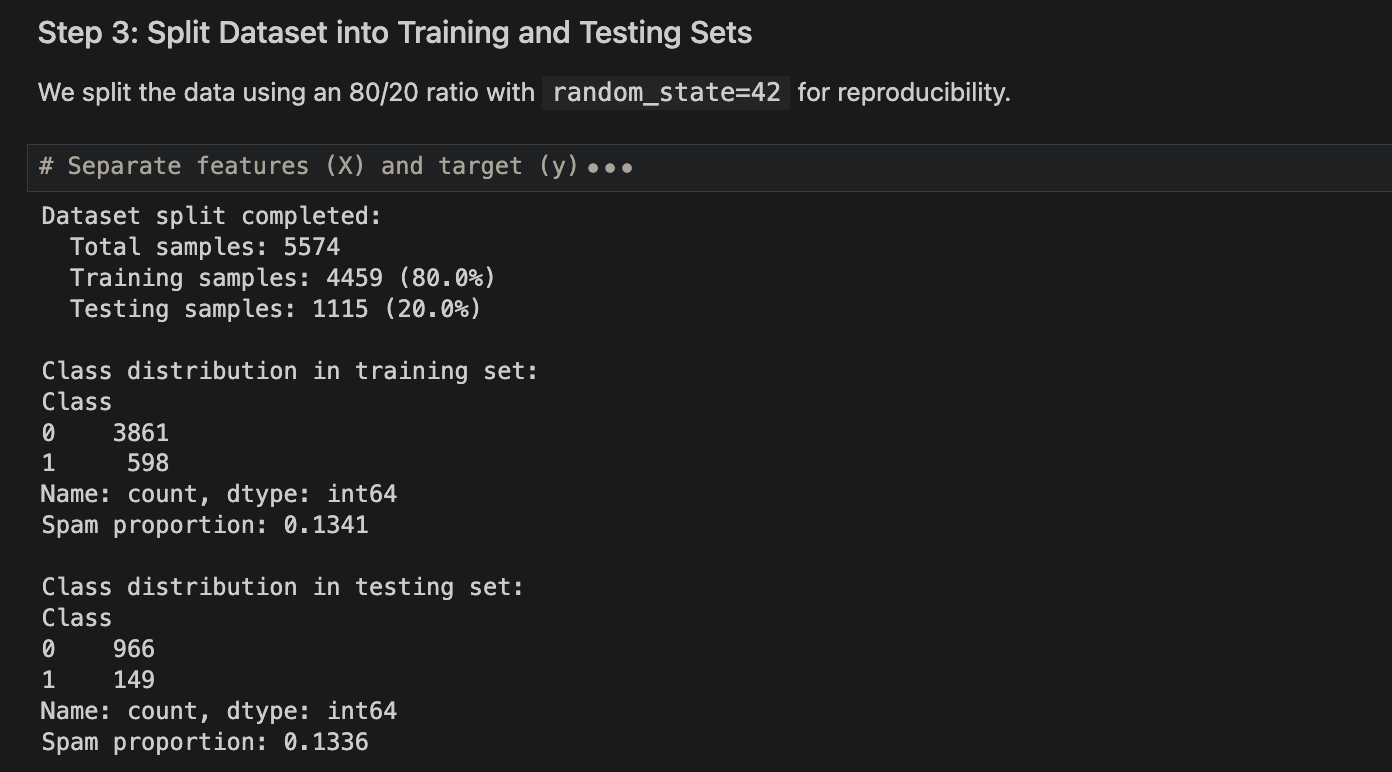 Step 3: Split Dataset into Training and Testing Sets
We split the data using an 80/20 ratio with random_state=42 for reproducibility.
# Separate features (X) and target (y)•••
Dataset split completed:
  Total samples: 5574
  Training samples: 4459 (80.0%)
  Testing samples: 1115 (20.0%)
Class distribution in training set:
Class
0    3861
1     598
Name: count, dtype: int64
Spam proportion: 0.1341
Class distribution in testing set:
Class
0    966
1    149
Name: count, dtype: int64
Spam proportion: 0.1336